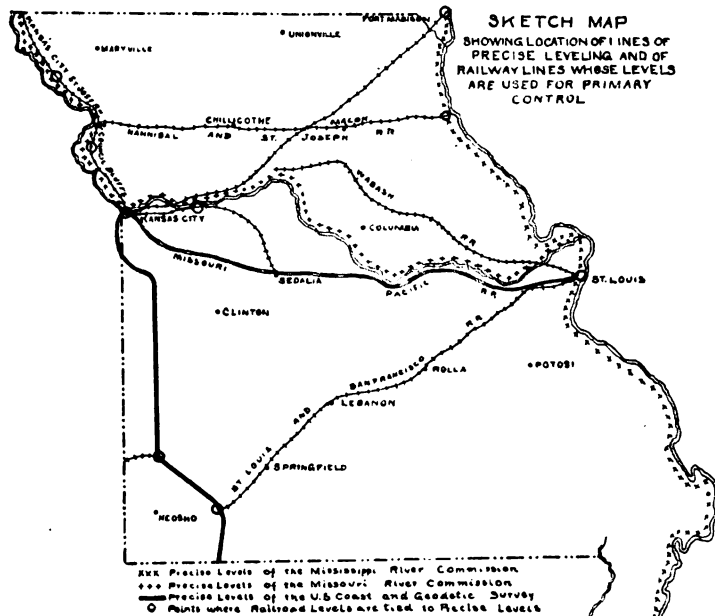 SKETCH MAP
SHOWING LOCATION OF LINES OF
PRECISE LEVELING AND OF
RAILWAY LINES WHOSE LEVELS
ARE USED FOR PRIMARY
CONTROL
FORT MADISON
UNIONVILLE
MARYVILLE
CHILLICOTHE
MACON
HANNIBAL AND ST. JOSEPH RR
WABASH RR
KANSAS CITY
COLUMBIA
MISSOURI PACIFIC RR
SEDALIA
ST. LOUIS
CLINTON
ST LOUIS AND SANFRANCISCO RR
ROLLA
POTOSI
LEBANON
SPRINGFIELD
NEOSHO
xxx Precise Levels of the Mississippi River Commission
+++ Precise Levels of the Missouri River Commission
Precise Levels of the U.S Coast and Geodetic Survey
Points where Railroad Levels are tied to Precise Levels